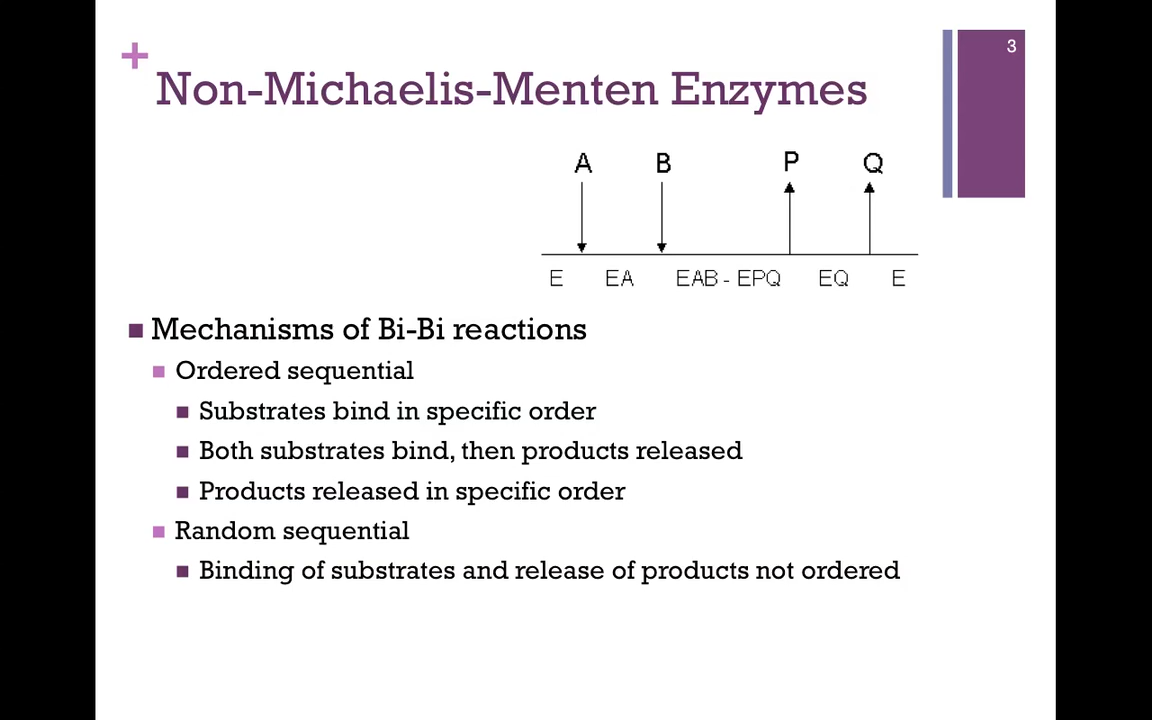 3
+
Non-Michaelis-Menten Enzymes
A B P Q
E EA EAB - EPQ EQ E
Mechanisms of Bi-Bi reactions
Ordered sequential
Substrates bind in specific order
Both substrates bind, then products released
Products released in specific order
Random sequential
Binding of substrates and release of products not ordered